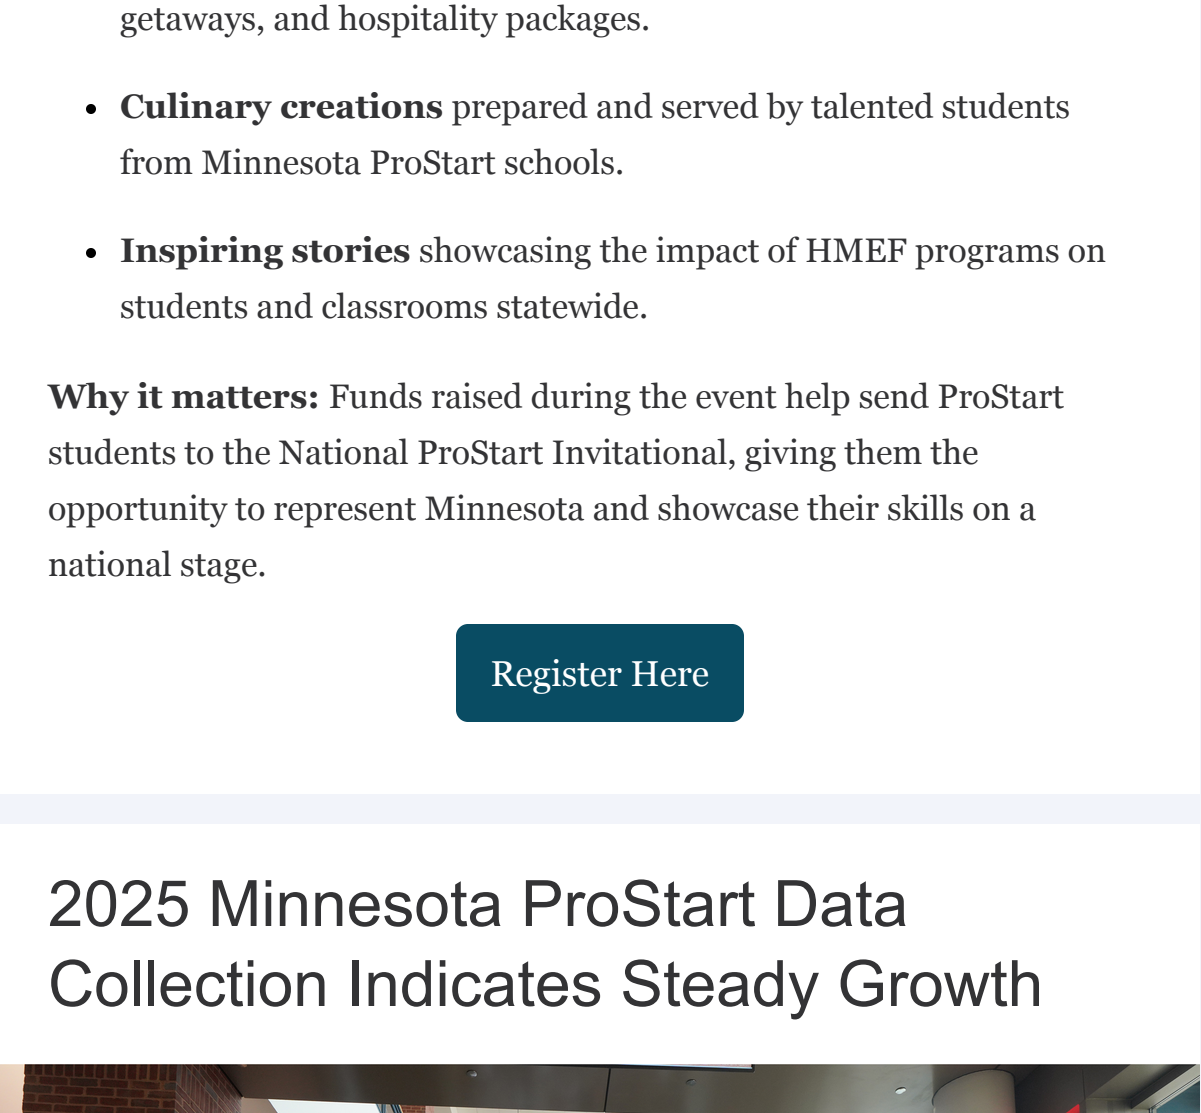 getaways, and hospitality packages.
Culinary creations prepared and served by talented students
from Minnesota ProStart schools.
Inspiring stories showcasing the impact of HMEF programs on
students and classrooms statewide.
Why it matters: Funds raised during the event help send ProStart
students to the National ProStart Invitational, giving them the
opportunity to represent Minnesota and showcase their skills on a
national stage.
Register Here
2025 Minnesota ProStart Data
Collection Indicates Steady Growth